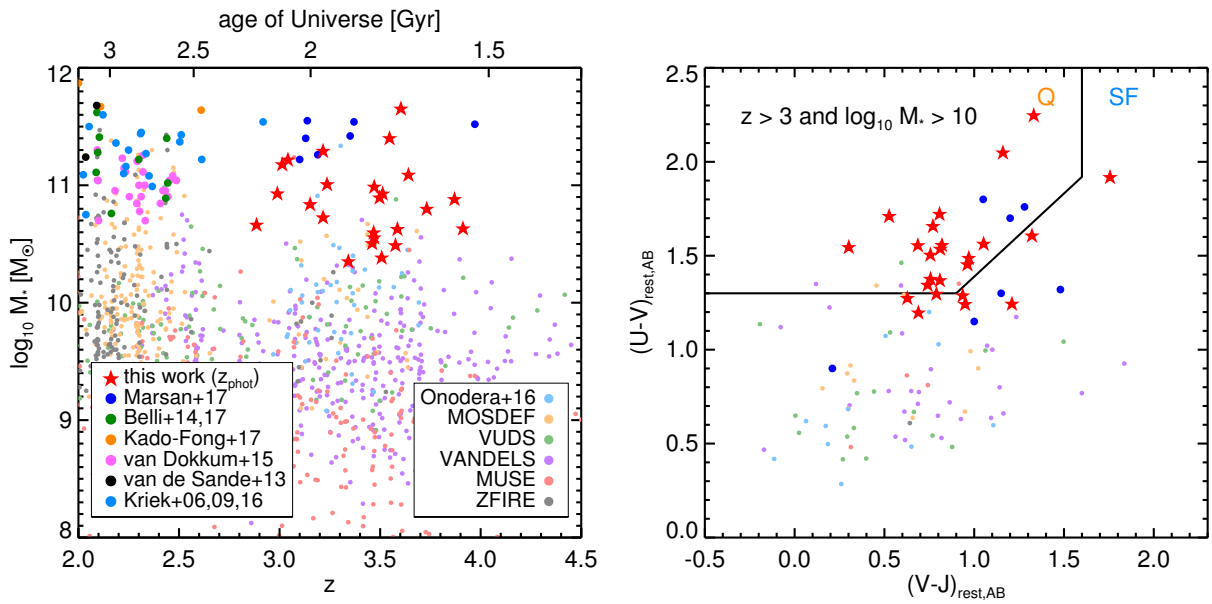 age of Universe [Gyr]
3 2.5 2 1.5
12
11
10
9
8
log₁₀ M* [M☉]
2.0 2.5 3.0 3.5 4.0 4.5
z
this work (z_phot)
Marsan+17
Belli+14,17
Kado-Fong+17
van Dokkum+15
van de Sande+13
Kriek+06,09,16
Onodera+16
MOSDEF
VUDS
VANDELS
MUSE
ZFIRE
2.5
2.0
1.5
1.0
0.5
0.0
(U-V)rest,AB
z > 3 and log₁₀ M* > 10
Q SF
-0.5 0.0 0.5 1.0 1.5 2.0
(V-J)rest,AB